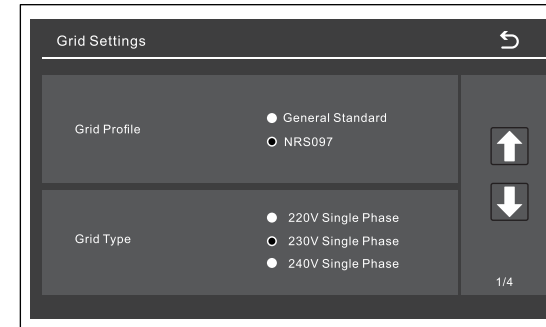 Grid Settings
Grid Profile
General Standard
NRS097
Grid Type
220V Single Phase
230V Single Phase
240V Single Phase
1/4